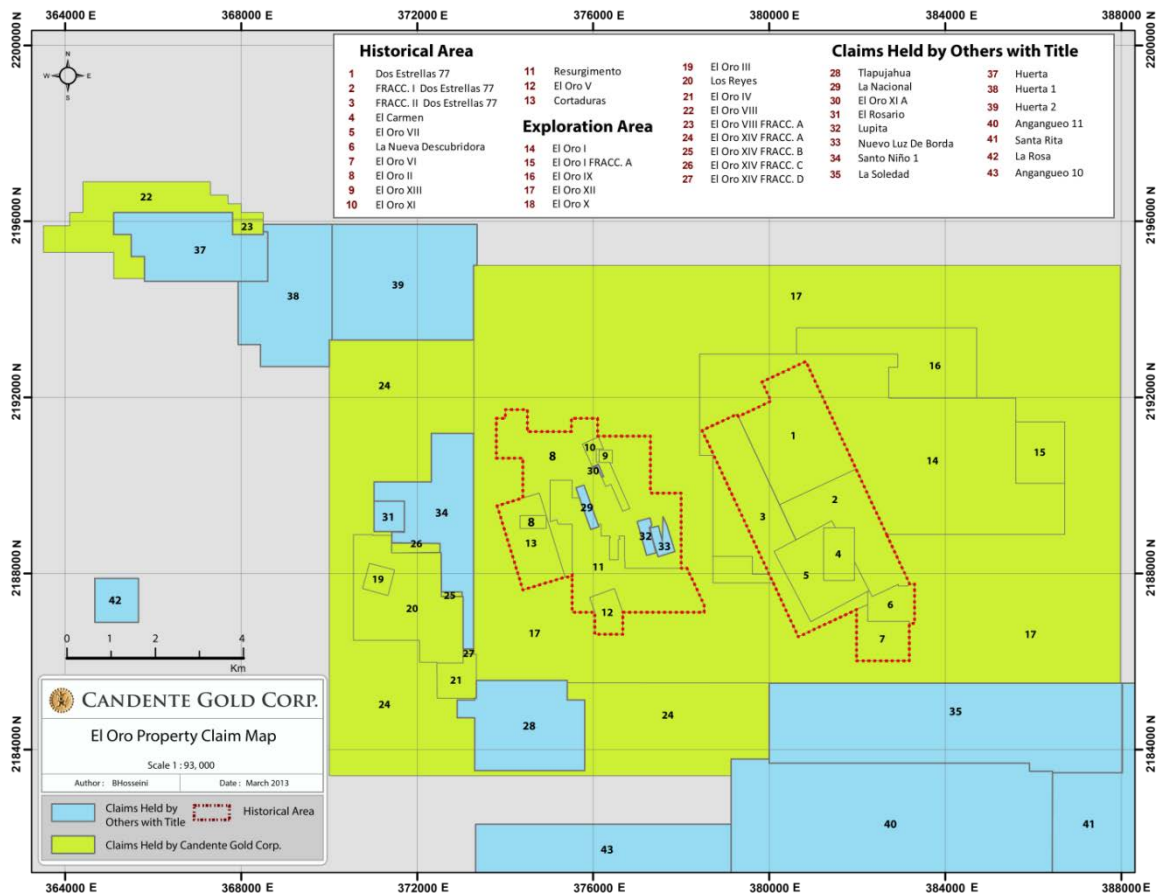 364000 E 368000 E 372000 E 376000 E 380000 E 384000 E 388000 E
2200000 N
2196000 N
2192000 N
2188000 N
2184000 N
2200000 N
2196000 N
2192000 N
2188000 N
2184000 N
N
W E
S
Historical Area
1 Dos Estrellas 77
2 FRACC. I Dos Estrellas 77
3 FRACC. II Dos Estrellas 77
4 El Carmen
5 El Oro VII
6 La Nueva Descubridora
7 El Oro VI
8 El Oro II
9 El Oro XIII
10 El Oro XI
11 Resurgimento
12 El Oro V
13 Cortaduras
Exploration Area
14 El Oro I
15 El Oro I FRACC. A
16 El Oro IX
17 El Oro XII
18 El Oro X
19 El Oro III
20 Los Reyes
21 El Oro IV
22 El Oro VIII
23 El Oro VIII FRACC. A
24 El Oro XIV FRACC. A
25 El Oro XIV FRACC. B
26 El Oro XIV FRACC. C
27 El Oro XIV FRACC. D
Claims Held by Others with Title
28 Tlapujahua
29 La Nacional
30 El Oro XI A
31 El Rosario
32 Lupita
33 Nuevo Luz De Borda
34 Santo Niño 1
35 La Soledad
37 Huerta
38 Huerta 1
39 Huerta 2
40 Angangueo 11
41 Santa Rita
42 La Rosa
43 Angangueo 10
22
23
37
38
39
17
24
16
1
14
15
10
9
8
30
29
2
3
34
31
8
13
32
33
4
26
11
5
19
20
25
12
6
42
17
7
17
27
21
24
28
24
35
40
41
43
0 1 2 4
Km
CANDENTE GOLD CORP.
El Oro Property Claim Map
Scale 1 : 93, 000
Author : BHosseini Date : March 2013
Claims Held by
Others with Title
Historical Area
Claims Held by Candente Gold Corp.
364000 E 368000 E 372000 E 376000 E 380000 E 384000 E 388000 E